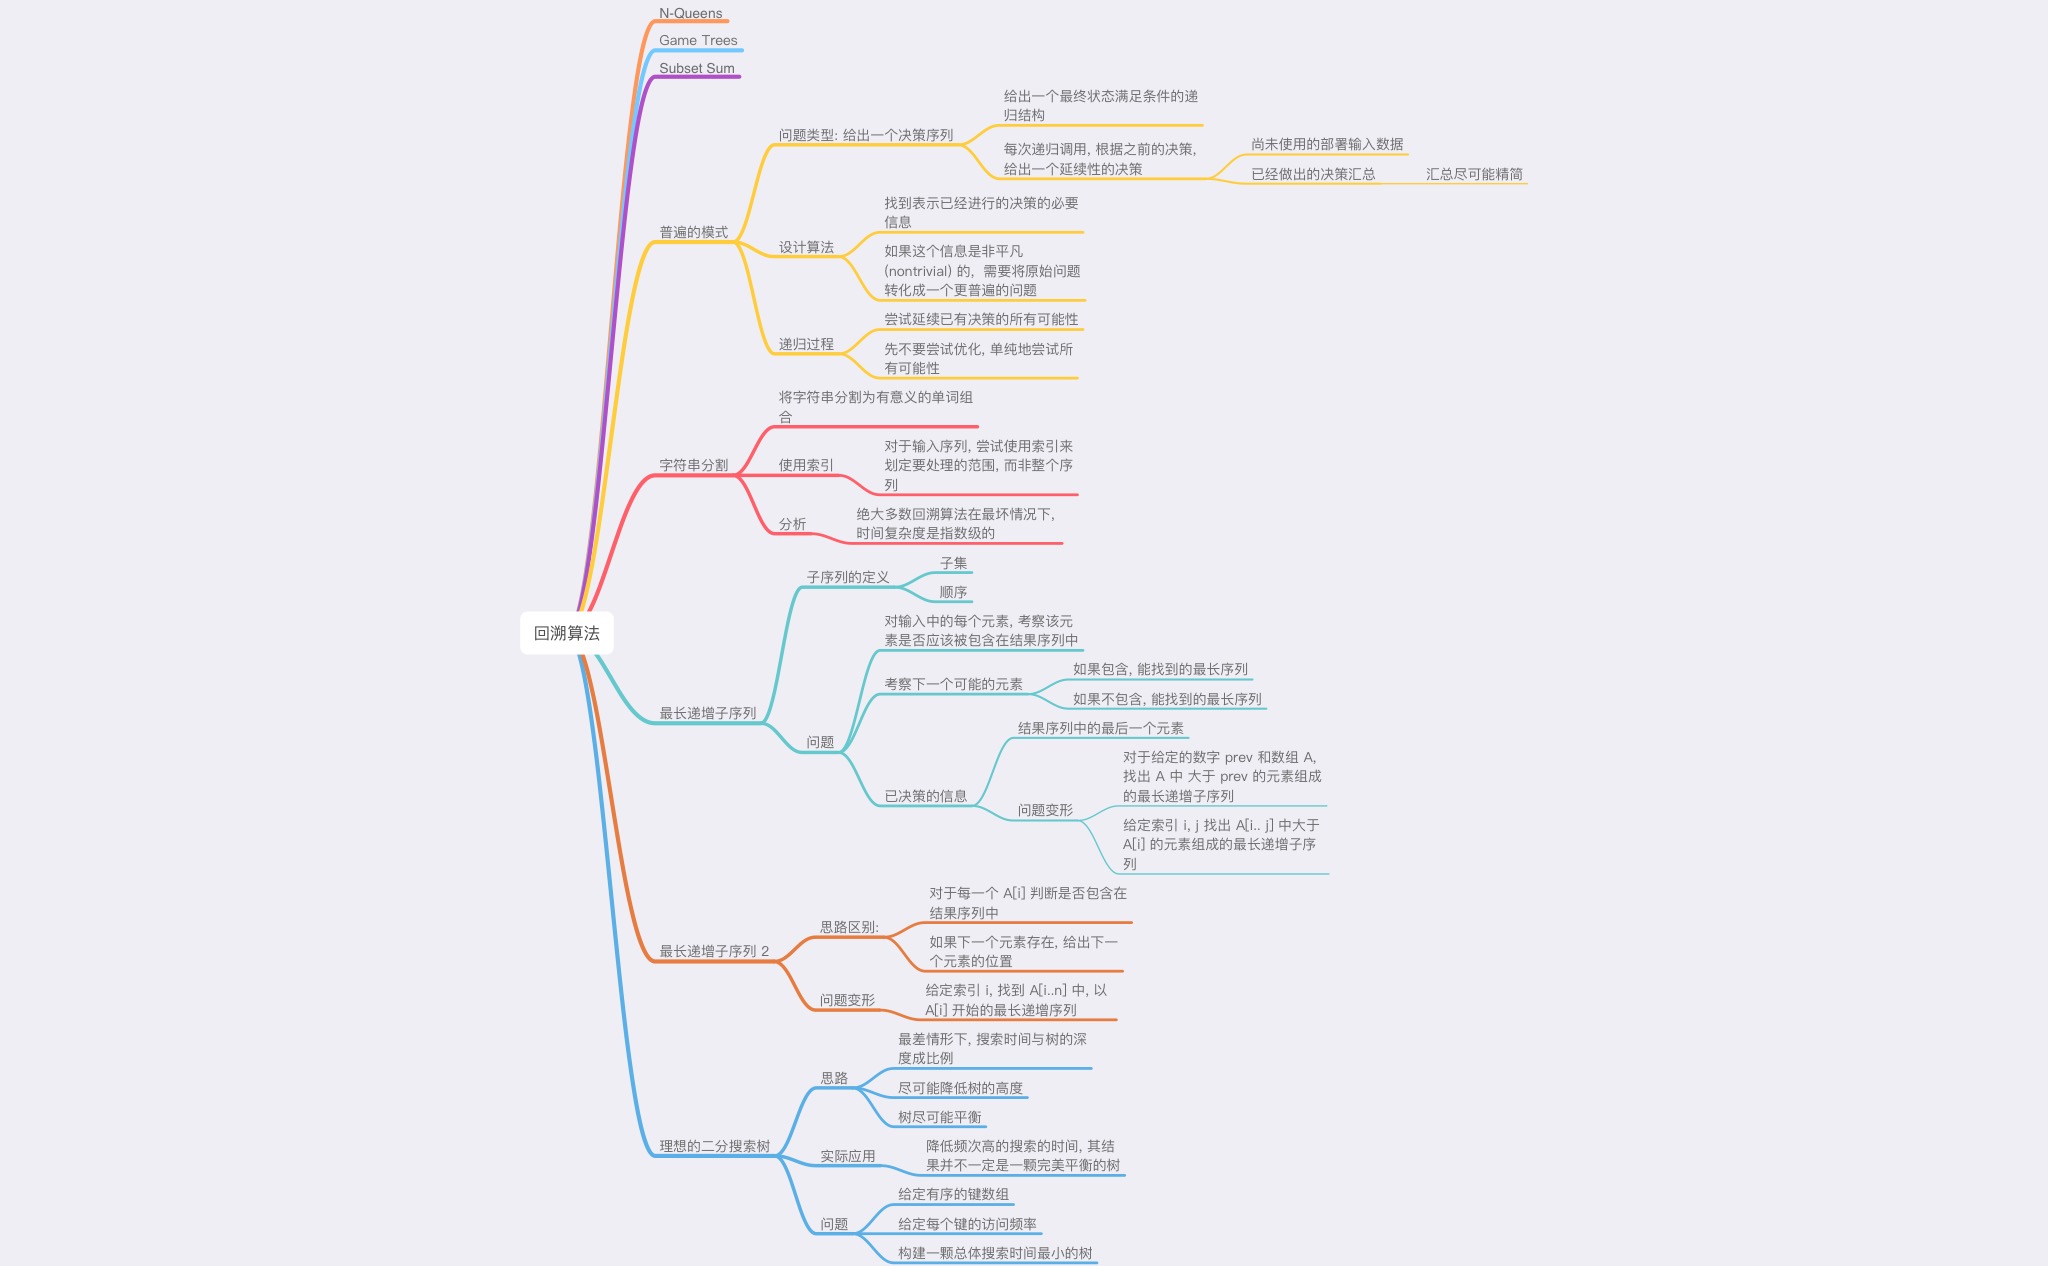 N-Queens
Game Trees
Subset Sum
给出一个最终状态满足条件的递
归结构
问题类型: 给出一个决策序列
尚未使用的部署输入数据
每次递归调用, 根据之前的决策,
给出一个延续性的决策
已经做出的决策汇总
汇总尽可能精简
找到表示已经进行的决策的必要
信息
普遍的模式
设计算法
如果这个信息是非平凡
(nontrivial) 的，需要将原始问题
转化成一个更普遍的问题
尝试延续已有决策的所有可能性
递归过程
先不要尝试优化, 单纯地尝试所
有可能性
将字符串分割为有意义的单词组
合
对于输入序列, 尝试使用索引来
划定要处理的范围, 而非整个序
列
字符串分割
使用索引
分析
绝大多数回溯算法在最坏情况下,
时间复杂度是指数级的
子集
子序列的定义
顺序
回溯算法
对输入中的每个元素, 考察该元
素是否应该被包含在结果序列中
如果包含, 能找到的最长序列
考察下一个可能的元素
如果不包含, 能找到的最长序列
最长递增子序列
问题
结果序列中的最后一个元素
对于给定的数字 prev 和数组 A,
找出 A 中 大于 prev 的元素组成
的最长递增子序列
已决策的信息
问题变形
给定索引 i, j 找出 A[i.. j] 中大于
A[i] 的元素组成的最长递增子序
列
对于每一个 A[i] 判断是否包含在
结果序列中
思路区别:
如果下一个元素存在, 给出下一
个元素的位置
最长递增子序列 2
问题变形
给定索引 i, 找到 A[i..n] 中, 以
A[i] 开始的最长递增序列
最差情形下, 搜索时间与树的深
度成比例
思路
尽可能降低树的高度
树尽可能平衡
理想的二分搜索树
实际应用
降低频次高的搜索的时间, 其结
果并不一定是一颗完美平衡的树
给定有序的键数组
问题
给定每个键的访问频率
构建一颗总体搜索时间最小的树